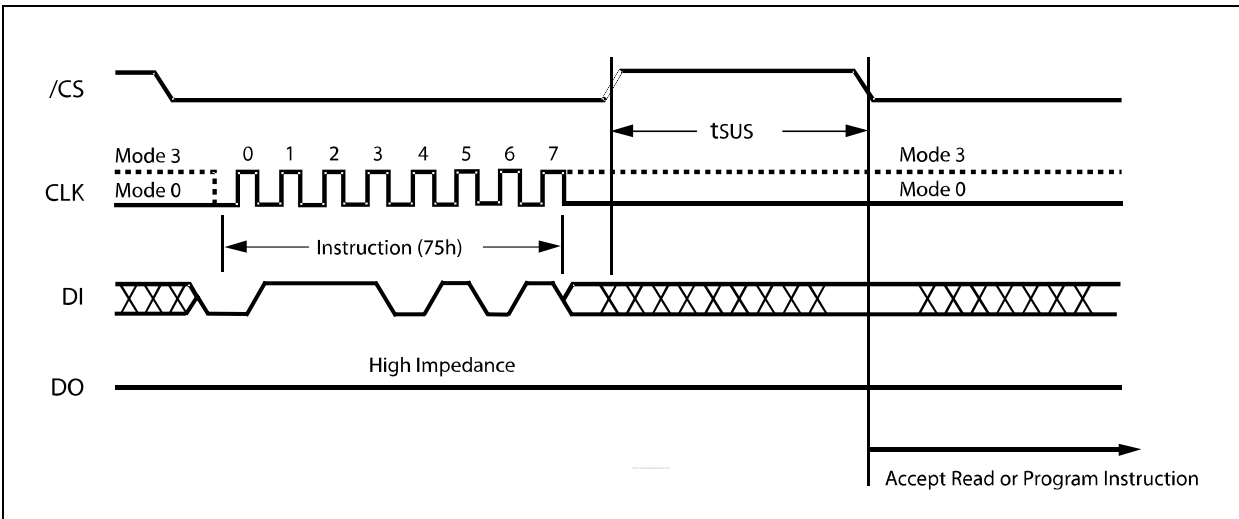 /CS
tSUS
Mode 3
0 1 2 3 4 5 6 7
Mode 3
CLK
Mode 0
Mode 0
Instruction (75h)
DI
High Impedance
DO
Accept Read or Program Instruction